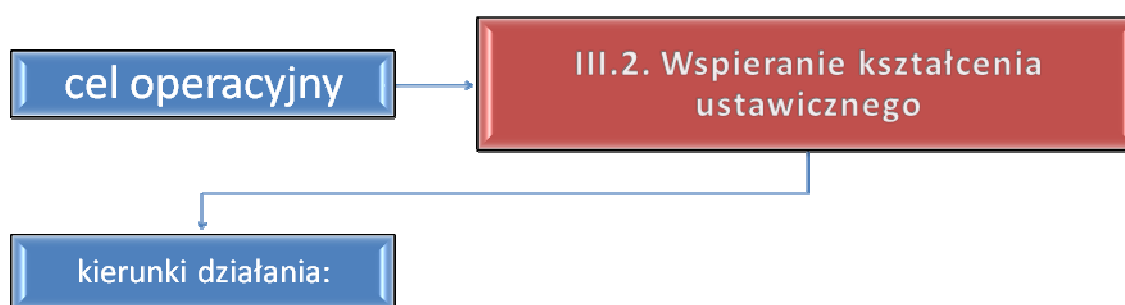 cel operacyjny
III.2. Wspieranie kształcenia
ustawicznego
kierunki działania: